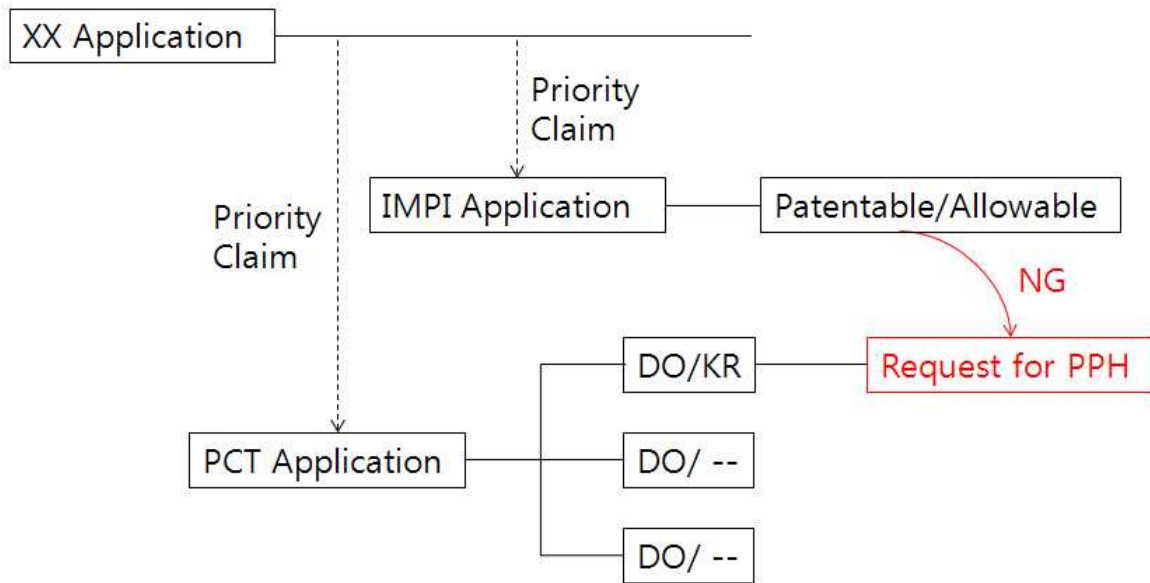 XX Application
Priority
Claim
IMPI Application
Patentable/Allowable
Priority
Claim
NG
DO/KR
Request for PPH
PCT Application
DO/ --
DO/ --